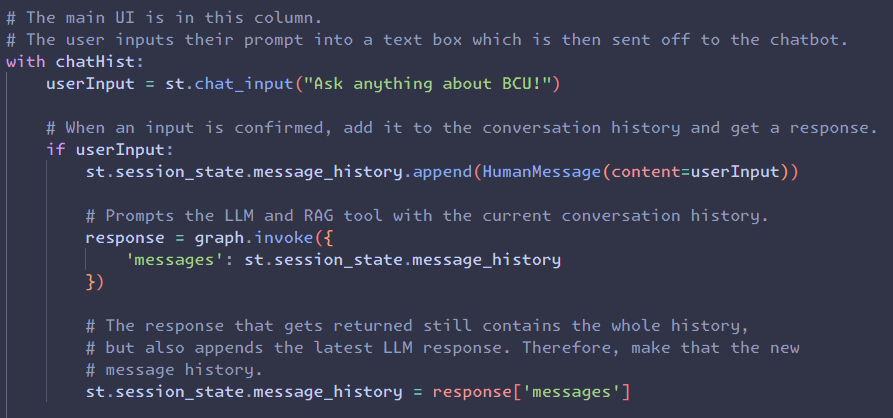 # The main UI is in this column.
# The user inputs their prompt into a text box which is then sent off to the chatbot.
with chatHist:
    userInput = st.chat_input("Ask anything about BCU!")

    # When an input is confirmed, add it to the conversation history and get a response.
    if userInput:
        st.session_state.message_history.append(HumanMessage(content=userInput))

        # Prompts the LLM and RAG tool with the current conversation history.
        response = graph.invoke({
            'messages': st.session_state.message_history
        })

        # The response that gets returned still contains the whole history,
        # but also appends the latest LLM response. Therefore, make that the new
        # message history.
        st.session_state.message_history = response['messages']